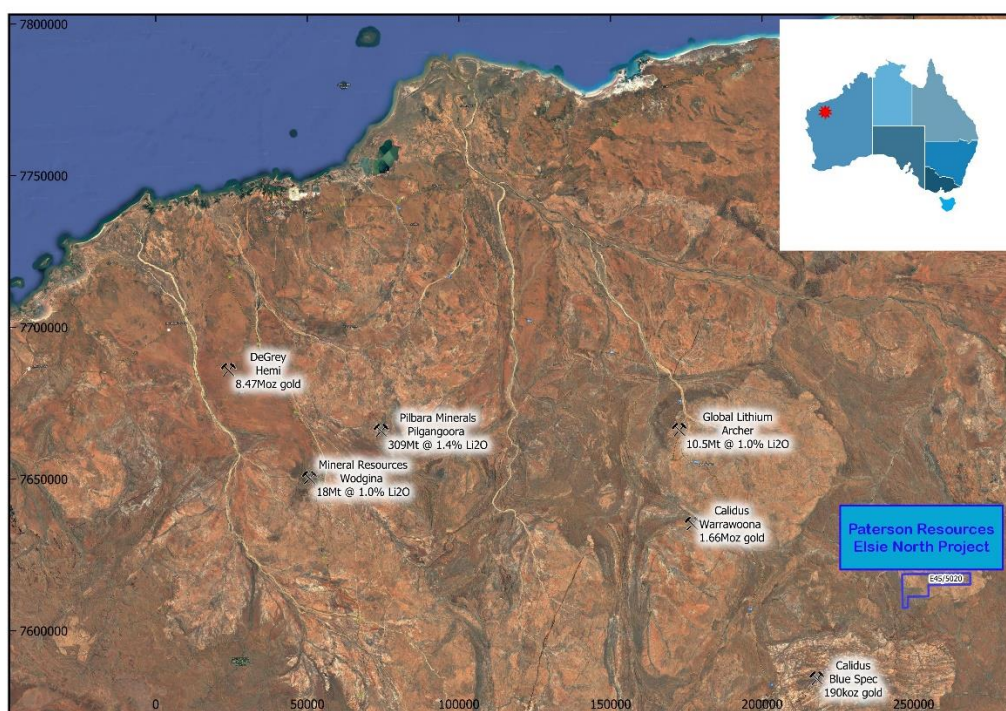 7800000
7750000
7700000
7650000
7600000
DeGrey
Hemi
8.47Moz gold
Pilbara Minerals
Pilgangoora
309Mt @ 1.4% Li2O
Mineral Resources
Wodgina
18Mt @ 1.0% Li2O
Global Lithium
Archer
10.5Mt @ 1.0% Li2O
Calidus
Warrawoona
1.66Moz gold
Paterson Resources
Elsie North Project
E45/5020
Calidus
Blue Spec
190koz gold
0
50000
100000
150000
200000
250000